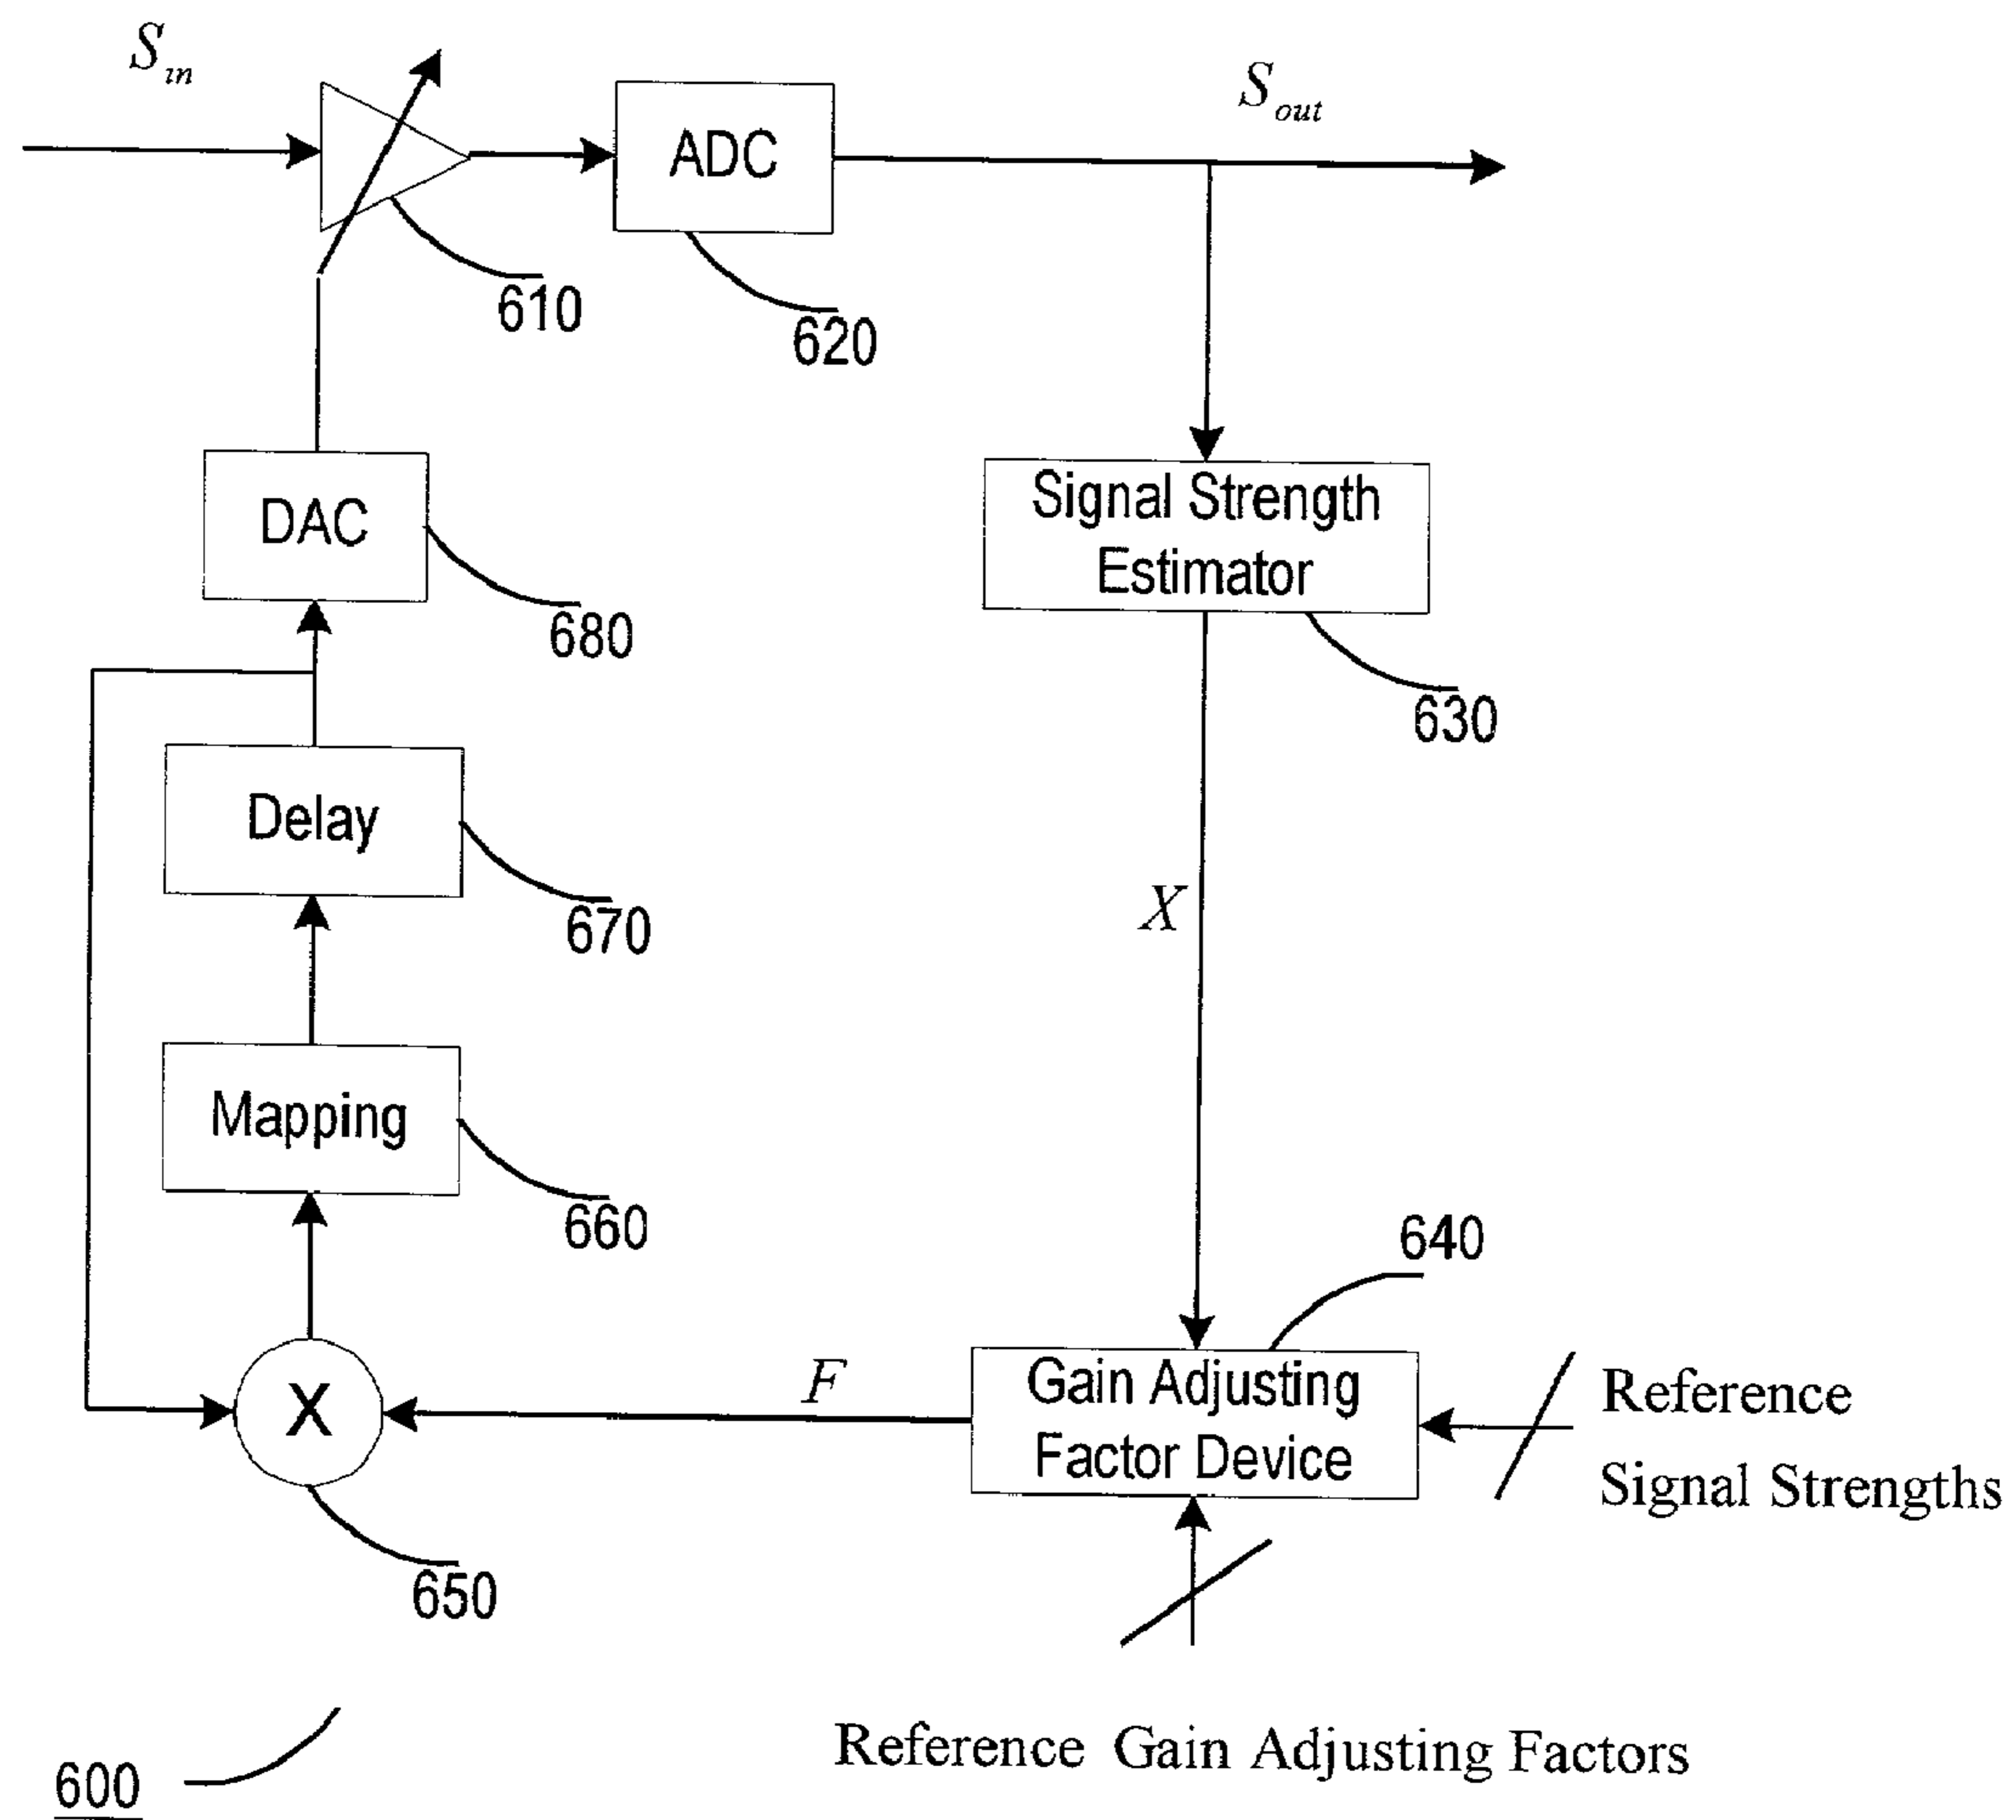 S_in
S_out
ADC
610
620
DAC
Signal Strength
Estimator
680
630
Delay
X
670
Mapping
660
640
F
Gain Adjusting
Factor Device
X
Reference
Signal Strengths
650
Reference Gain Adjusting Factors
600